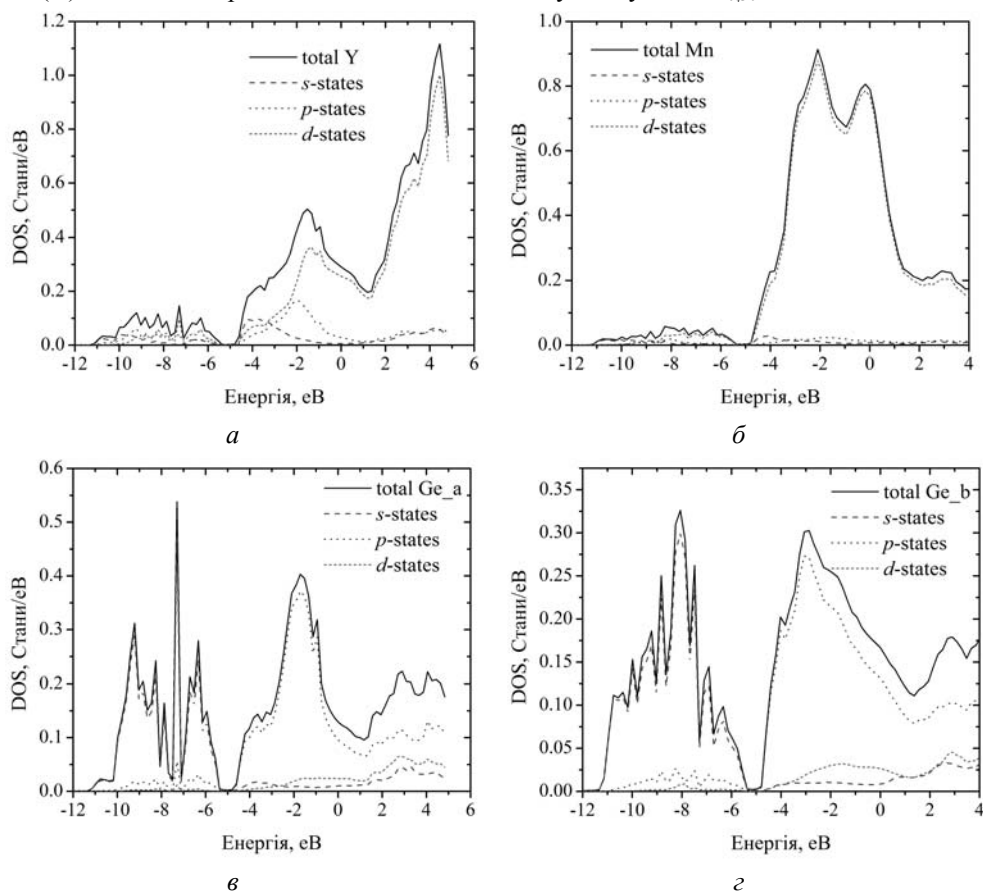 total Y
s-states
p-states
d-states
DOS, Стани/еВ
1.2
1.0
0.8
0.6
0.4
0.2
0.0
-12 -10 -8 -6 -4 -2 0 2 4 6
Енергія, еВ
а
total Mn
s-states
p-states
d-states
DOS, Стани/еВ
1.0
0.8
0.6
0.4
0.2
0.0
-12 -10 -8 -6 -4 -2 0 2 4
Енергія, еВ
б
total Ge_a
s-states
p-states
d-states
DOS, Стани/еВ
0.6
0.5
0.4
0.3
0.2
0.1
0.0
-12 -10 -8 -6 -4 -2 0 2 4 6
Енергія, еВ
в
total Ge_b
s-states
p-states
d-states
DOS, Стани/еВ
0.35
0.30
0.25
0.20
0.15
0.10
0.05
0.00
-12 -10 -8 -6 -4 -2 0 2 4
Енергія, еВ
г